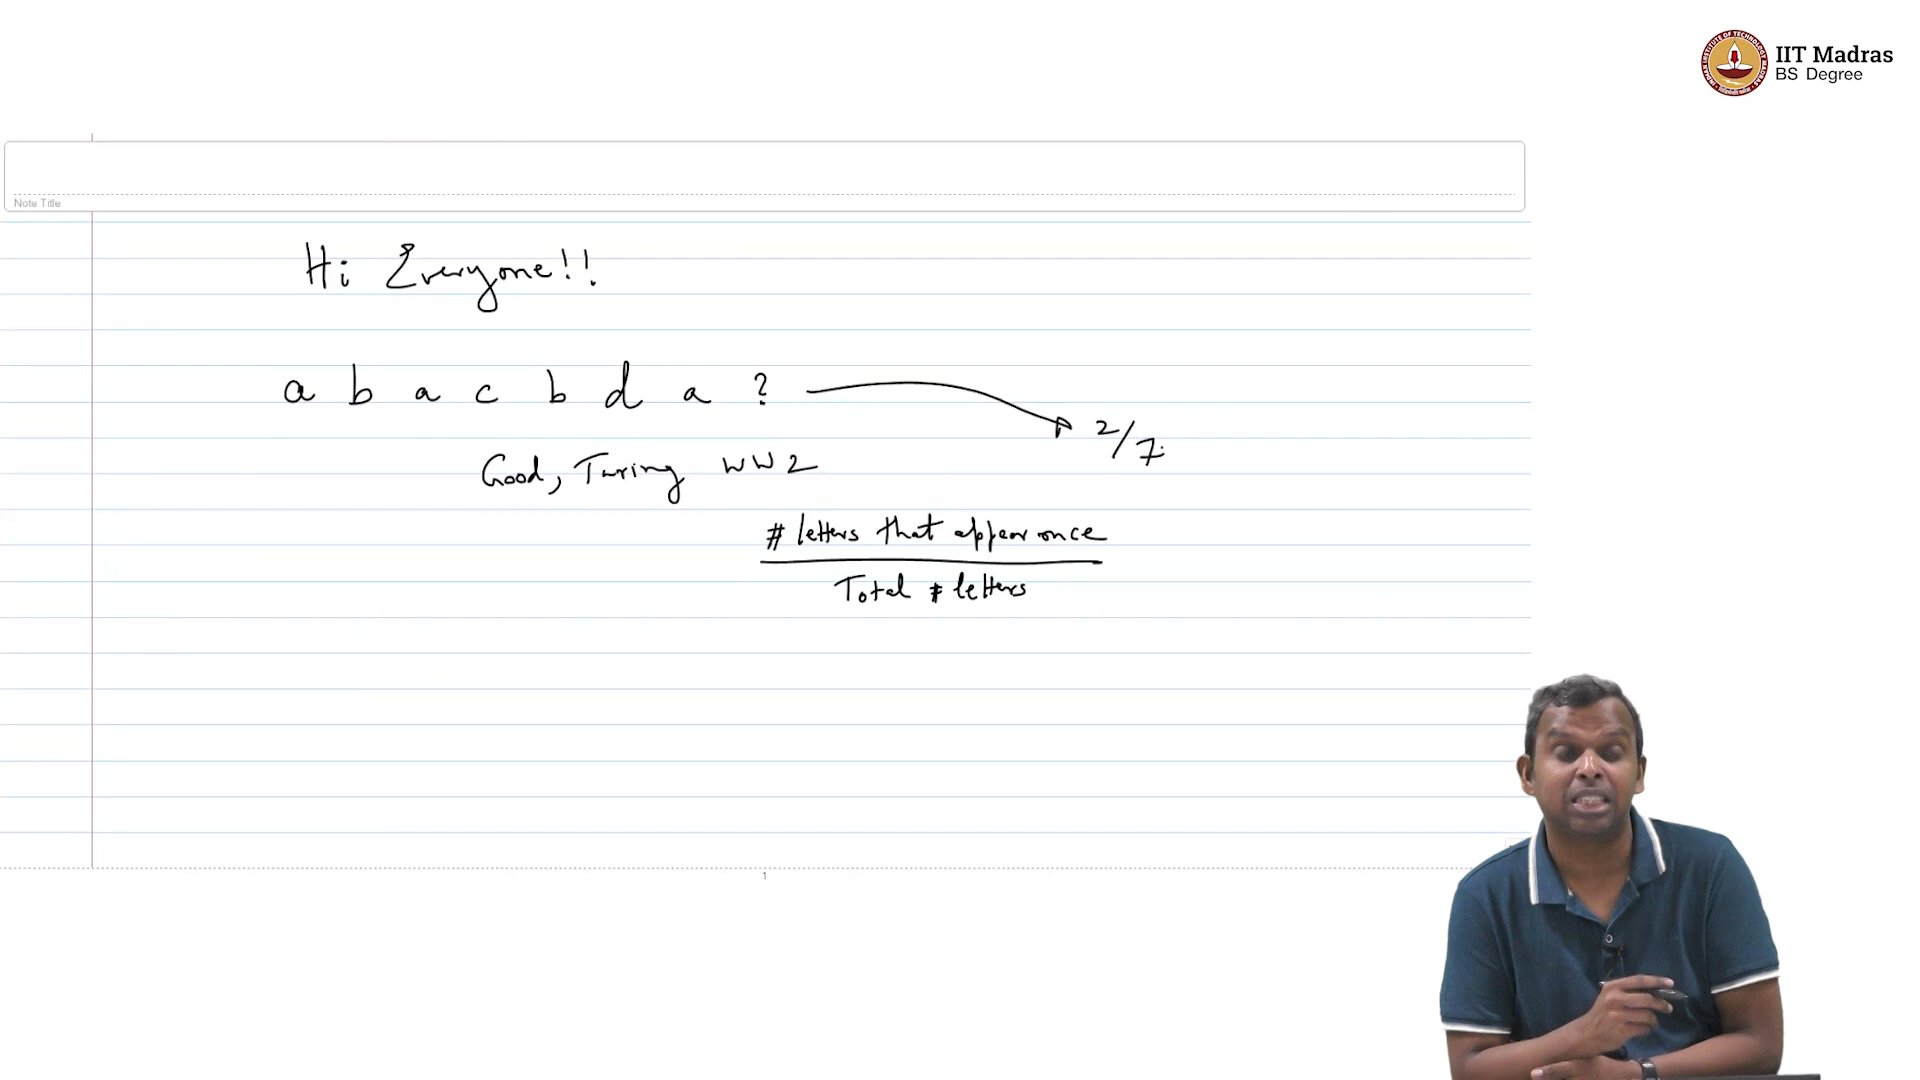 IIT Madras
BS Degree
Note Title
Hi Everyone!!
a b a c b d a ?
2/7
Good, Turing WW2
# letters that appear once
Total # letters
1